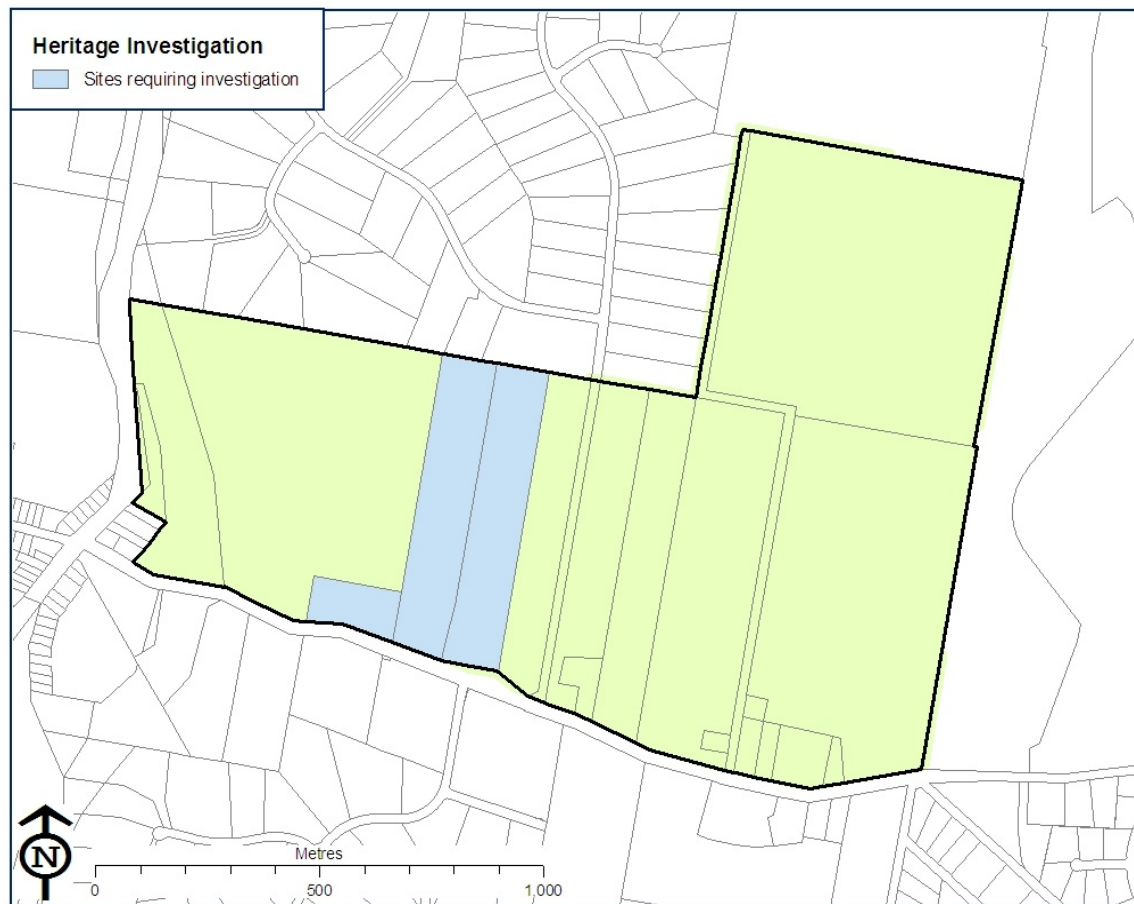 Heritage Investigation
Sites requiring investigation
N
Metres
0 500 1,000